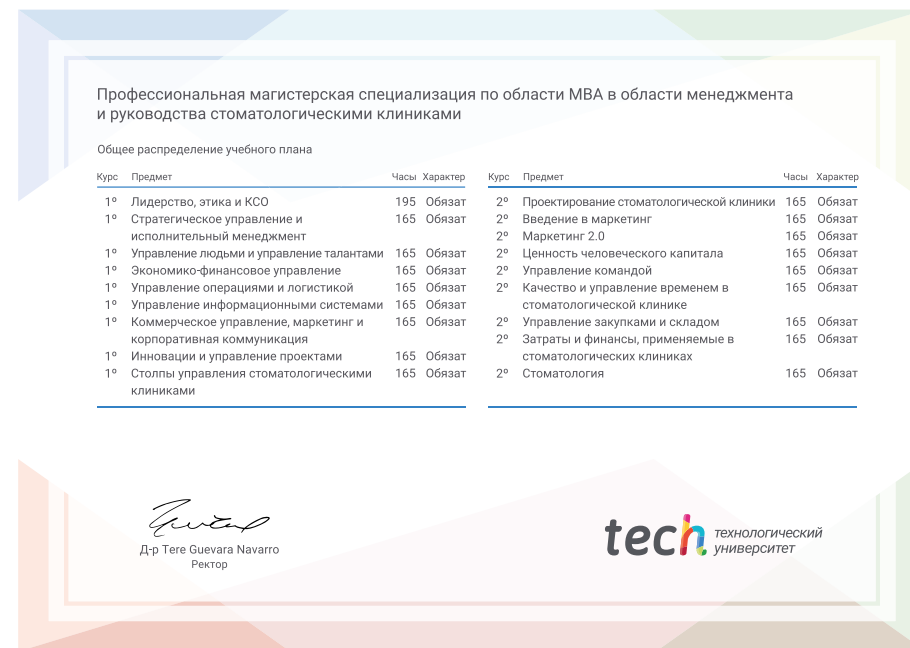 Профессиональная магистерская специализация по области MBA в области менеджмента
и руководства стоматологическими клиниками
Общее распределение учебного плана
Курс Предмет Часы Характер
1º Лидерство, этика и КСО 195 Обязат
1º Стратегическое управление и 165 Обязат
исполнительный менеджмент
1º Управление людьми и управление талантами 165 Обязат
1º Экономико-финансовое управление 165 Обязат
1º Управление операциями и логистикой 165 Обязат
1º Управление информационными системами 165 Обязат
1º Коммерческое управление, маркетинг и 165 Обязат
корпоративная коммуникация
1º Инновации и управление проектами 165 Обязат
1º Столпы управления стоматологическими 165 Обязат
клиниками
Курс Предмет Часы Характер
2º Проектирование стоматологической клиники 165 Обязат
2º Введение в маркетинг 165 Обязат
2º Маркетинг 2.0 165 Обязат
2º Ценность человеческого капитала 165 Обязат
2º Управление командой 165 Обязат
2º Качество и управление временем в 165 Обязат
стоматологической клинике
2º Управление закупками и складом 165 Обязат
2º Затраты и финансы, применяемые в 165 Обязат
стоматологических клиниках
2º Стоматология 165 Обязат
Д-р Tere Guevara Navarro
Ректор
tech технологический
университет